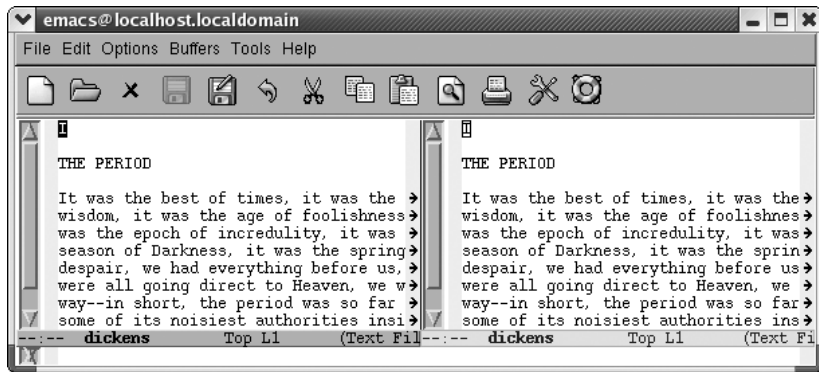 emacs@localhost.localdomain
File Edit Options Buffers Tools Help
I
THE PERIOD
It was the best of times, it was the
wisdom, it was the age of foolishness
was the epoch of incredulity, it was
season of Darkness, it was the spring
despair, we had everything before us,
were all going direct to Heaven, we w
way--in short, the period was so far
some of its noisiest authorities insi
--:-- dickens Top L1 (Text Fil
I
THE PERIOD
It was the best of times, it was the
wisdom, it was the age of foolishnes
was the epoch of incredulity, it was
season of Darkness, it was the sprin
despair, we had everything before us
were all going direct to Heaven, we
way--in short, the period was so far
some of its noisiest authorities ins
--:-- dickens Top L1 (Text Fi